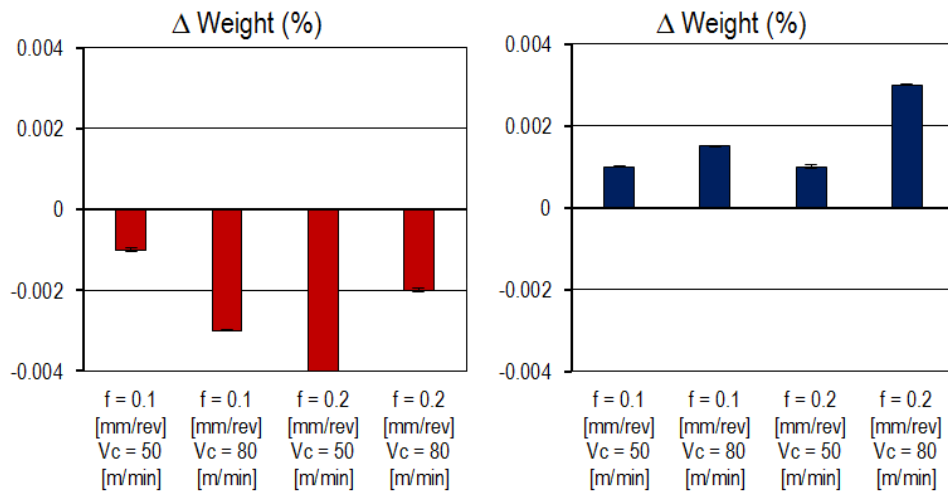 Δ Weight (%)
0.004
0.002
0
-0.002
-0.004
f = 0.1
[mm/rev]
Vc = 50
[m/min]
f = 0.1
[mm/rev]
Vc = 80
[m/min]
f = 0.2
[mm/rev]
Vc = 50
[m/min]
f = 0.2
[mm/rev]
Vc = 80
[m/min]
Δ Weight (%)
0.004
0.002
0
-0.002
-0.004
f = 0.1
[mm/rev]
Vc = 50
[m/min]
f = 0.1
[mm/rev]
Vc = 80
[m/min]
f = 0.2
[mm/rev]
Vc = 50
[m/min]
f = 0.2
[mm/rev]
Vc = 80
[m/min]